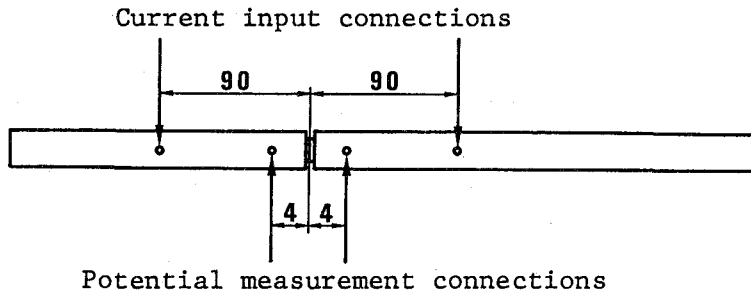 Current input connections
90 90
4 4
Potential measurement connections